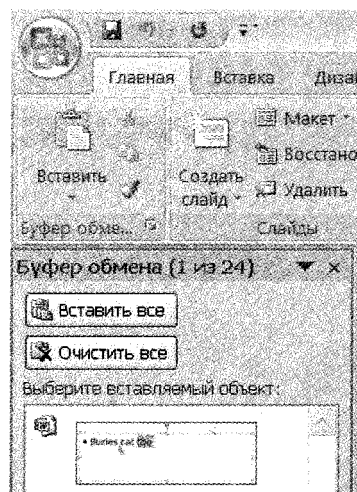 Главная Вставка Диза
Вставить
Создать
слайд
Макет
Восстано
Удалить
Буфер обме... Слайды
Буфер обмена (1 из 24)
Вставить все
Очистить все
Выберите вставляемый объект: